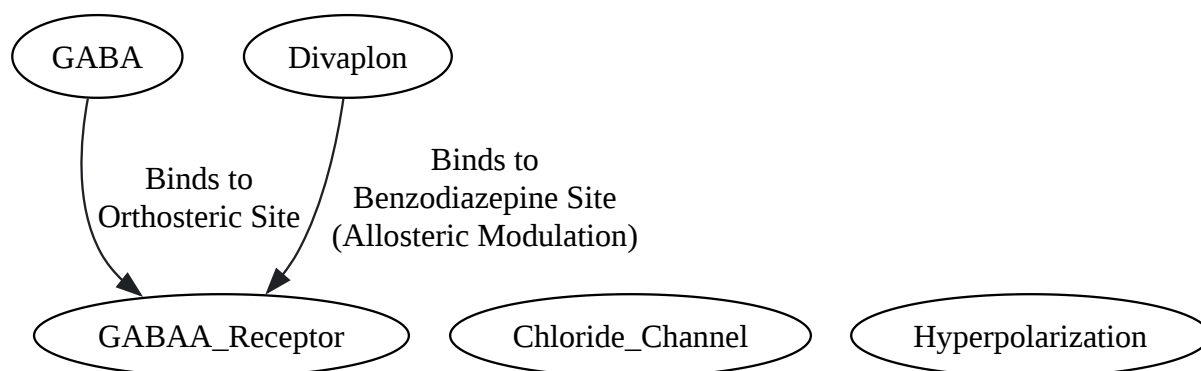 GABA
Divaplon
Binds to
Orthosteric Site
Binds to
Benzodiazepine Site
(Allosteric Modulation)
GABAA_Receptor
Chloride_Channel
Hyperpolarization